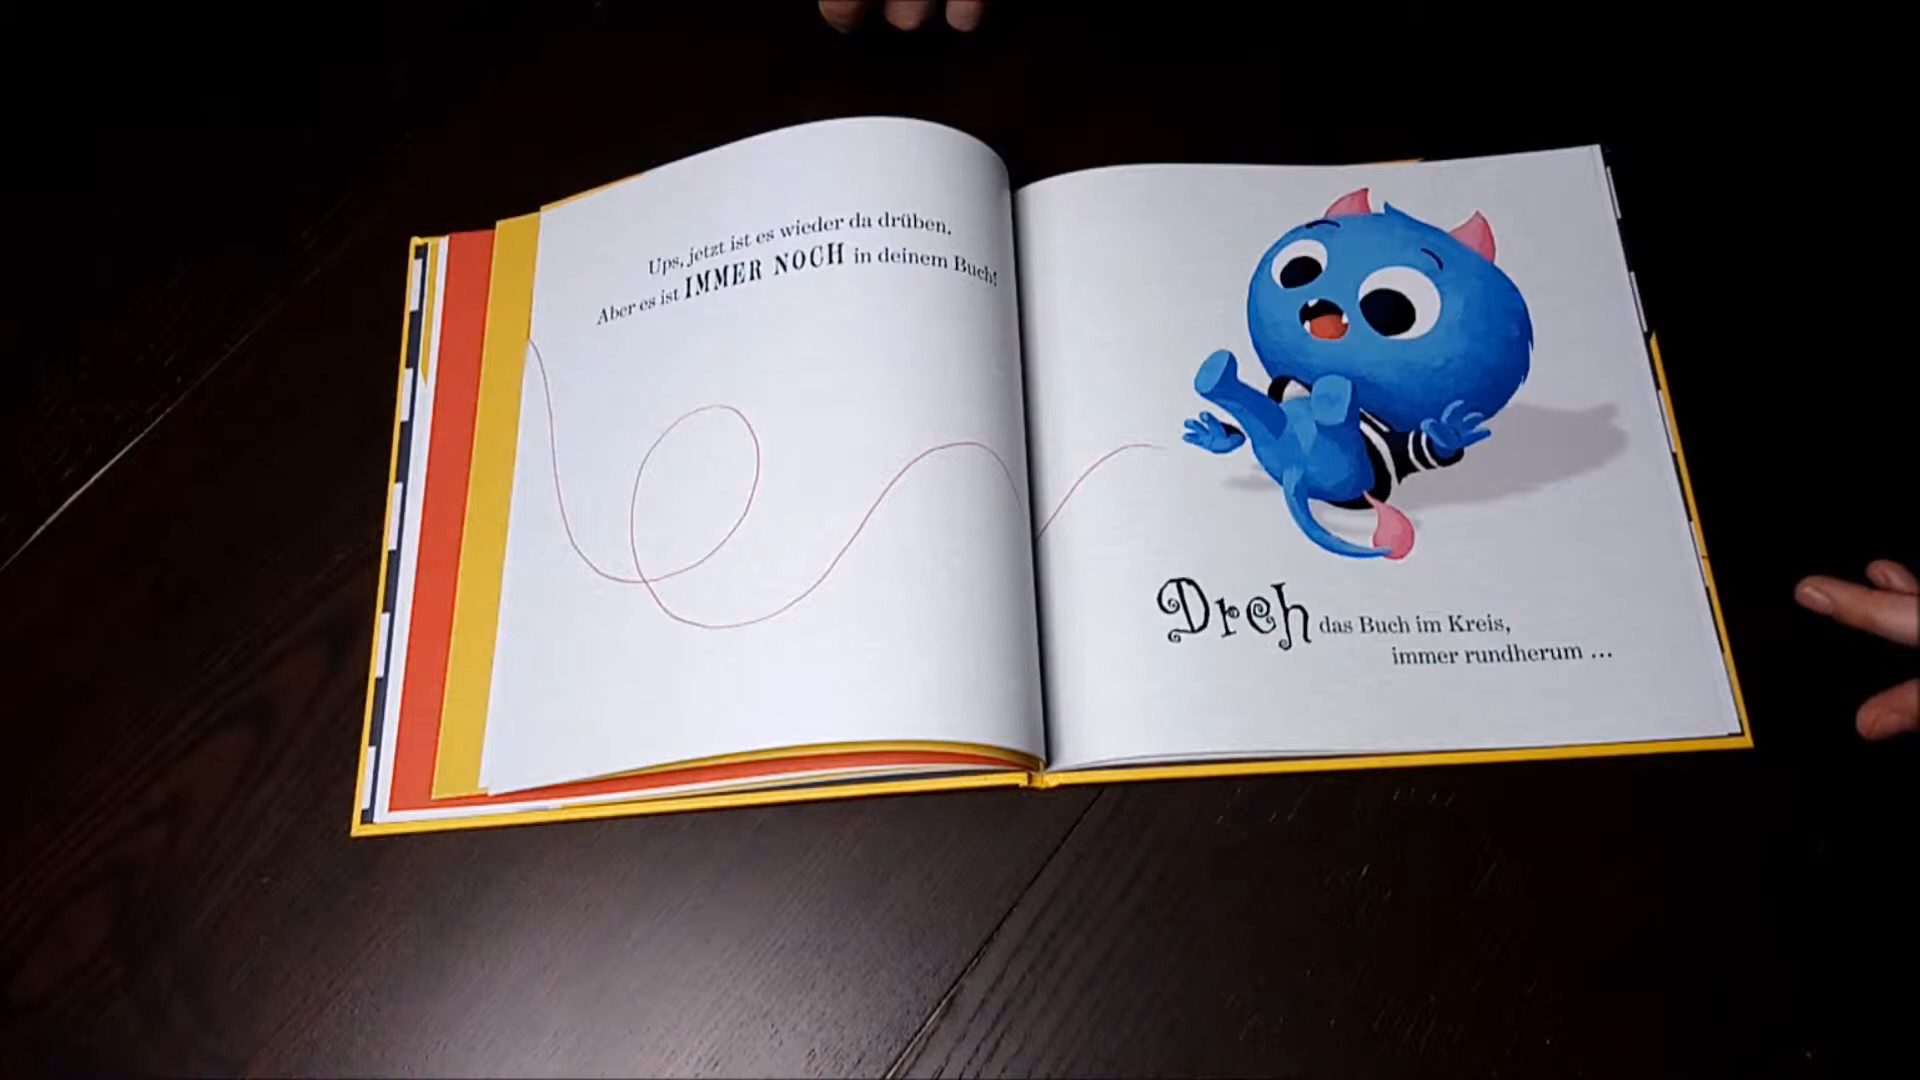 Ups, jetzt ist es wieder da drüben.
Aber es ist IMMER NOCH in deinem Buch!
Dreh das Buch im Kreis,
immer rundherum ...